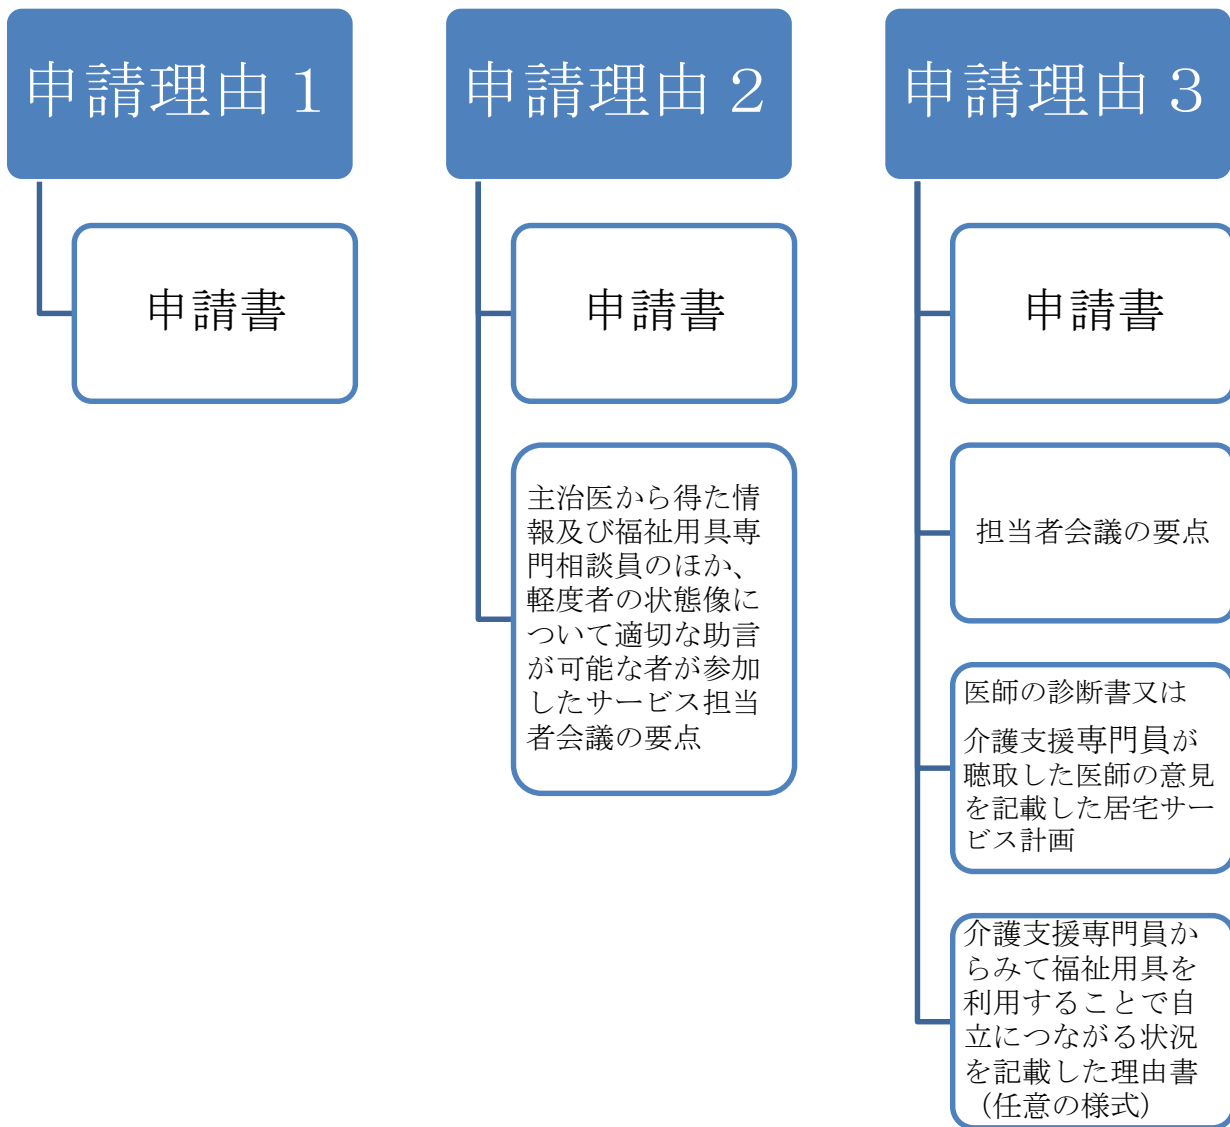 申請理由１
申請書
申請理由２
申請書
主治医から得た情
報及び福祉用具専
門相談員のほか、
軽度者の状態像に
ついて適切な助言
が可能な者が参加
したサービス担当
者会議の要点
申請理由３
申請書
担当者会議の要点
医師の診断書又は
介護支援専門員が
聴取した医師の意見
を記載した居宅サー
ビス計画
介護支援専門員か
らみて福祉用具を
利用することで自
立につながる状況
を記載した理由書
（任意の様式）